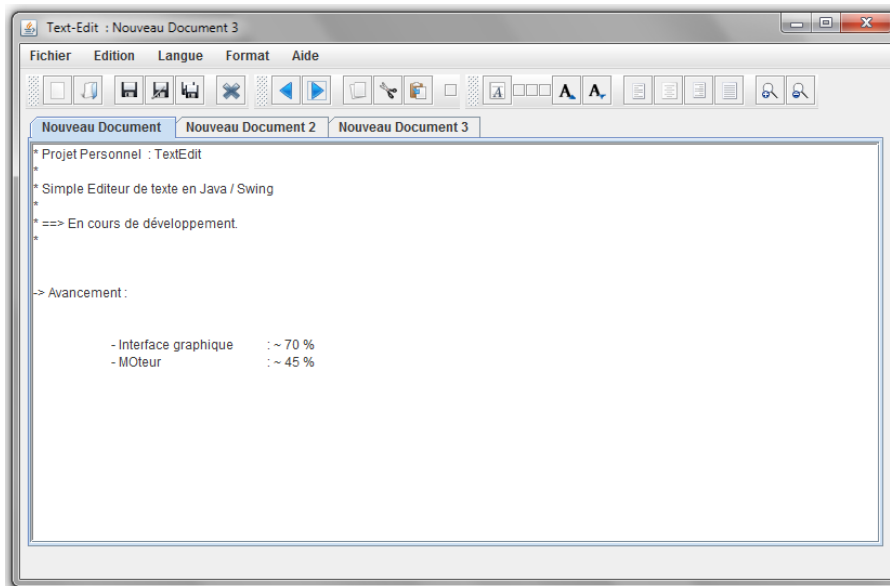 Text-Edit : Nouveau Document 3
Fichier Edition Langue Format Aide
A A A
Nouveau Document Nouveau Document 2 Nouveau Document 3
* Projet Personnel : TextEdit
*
* Simple Editeur de texte en Java / Swing
*
* ==> En cours de développement.
*
-> Avancement :
- Interface graphique : ~ 70 %
- MOteur : ~ 45 %